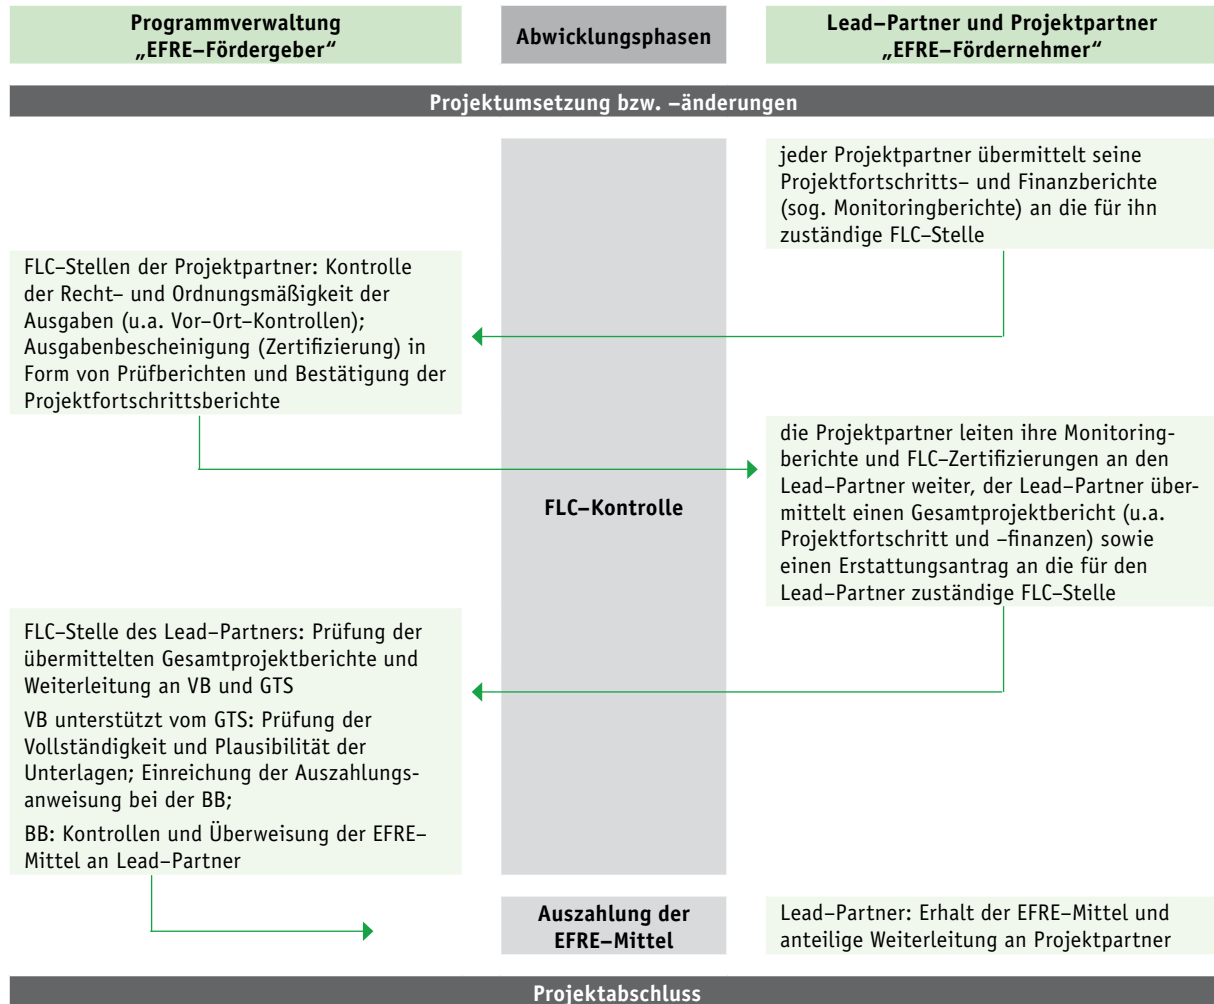 Programmverwaltung
„EFRE–Fördergeber“
Abwicklungsphasen
Lead–Partner und Projektpartner
„EFRE–Fördernehmer“
Projektumsetzung bzw. –änderungen
jeder Projektpartner übermittelt seine
Projektfortschritts– und Finanzberichte
(sog. Monitoringberichte) an die für ihn
zuständige FLC–Stelle
FLC–Stellen der Projektpartner: Kontrolle
der Recht– und Ordnungsmäßigkeit der
Ausgaben (u.a. Vor–Ort–Kontrollen);
Ausgabenbescheinigung (Zertifizierung) in
Form von Prüfberichten und Bestätigung der
Projektfortschrittsberichte
die Projektpartner leiten ihre Monitoring-
berichte und FLC–Zertifizierungen an den
Lead–Partner weiter, der Lead–Partner über-
mittelt einen Gesamtprojektbericht (u.a.
Projektfortschritt und –finanzen) sowie
einen Erstattungsantrag an die für den
Lead–Partner zuständige FLC–Stelle
FLC–Kontrolle
FLC–Stelle des Lead–Partners: Prüfung der
übermittelten Gesamtprojektberichte und
Weiterleitung an VB und GTS
VB unterstützt vom GTS: Prüfung der
Vollständigkeit und Plausibilität der
Unterlagen; Einreichung der Auszahlungs-
anweisung bei der BB;
BB: Kontrollen und Überweisung der EFRE–
Mittel an Lead–Partner
Auszahlung der
EFRE–Mittel
Lead–Partner: Erhalt der EFRE–Mittel und
anteilige Weiterleitung an Projektpartner
Projektabschluss